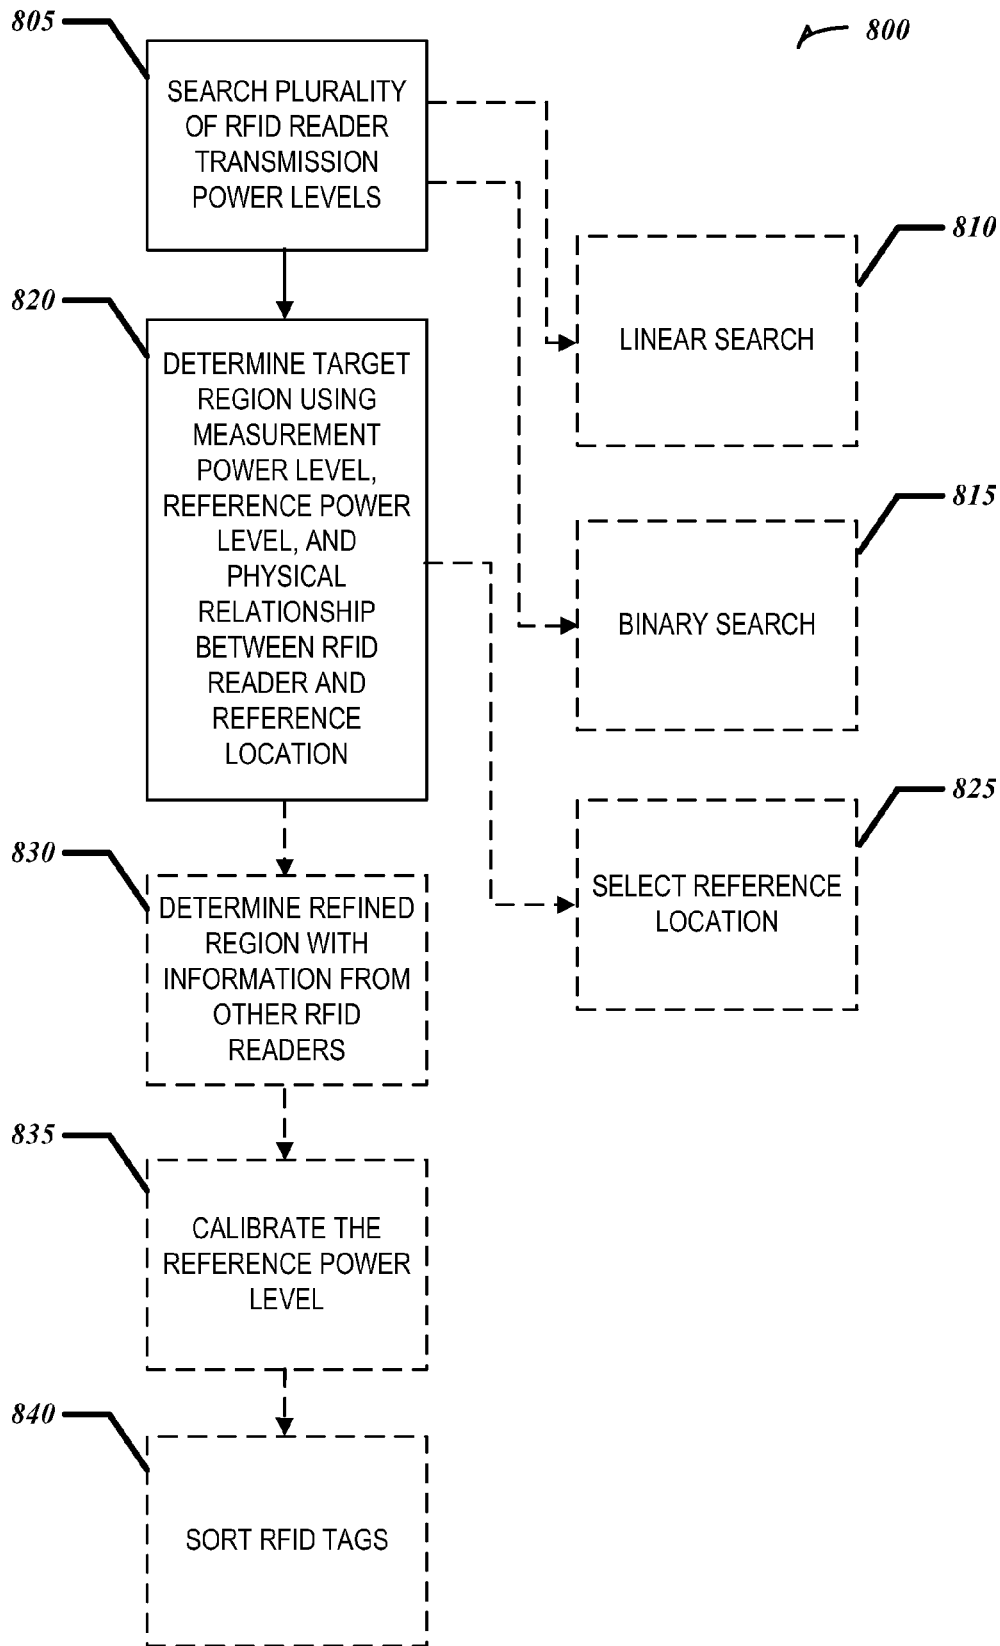 805
800
SEARCH PLURALITY
OF RFID READER
TRANSMISSION
POWER LEVELS
810
LINEAR SEARCH
820
DETERMINE TARGET
REGION USING
MEASUREMENT
POWER LEVEL,
REFERENCE POWER
LEVEL, AND
PHYSICAL
RELATIONSHIP
BETWEEN RFID
READER AND
REFERENCE
LOCATION
815
BINARY SEARCH
825
SELECT REFERENCE
LOCATION
830
DETERMINE REFINED
REGION WITH
INFORMATION FROM
OTHER RFID
READERS
835
CALIBRATE THE
REFERENCE POWER
LEVEL
840
SORT RFID TAGS